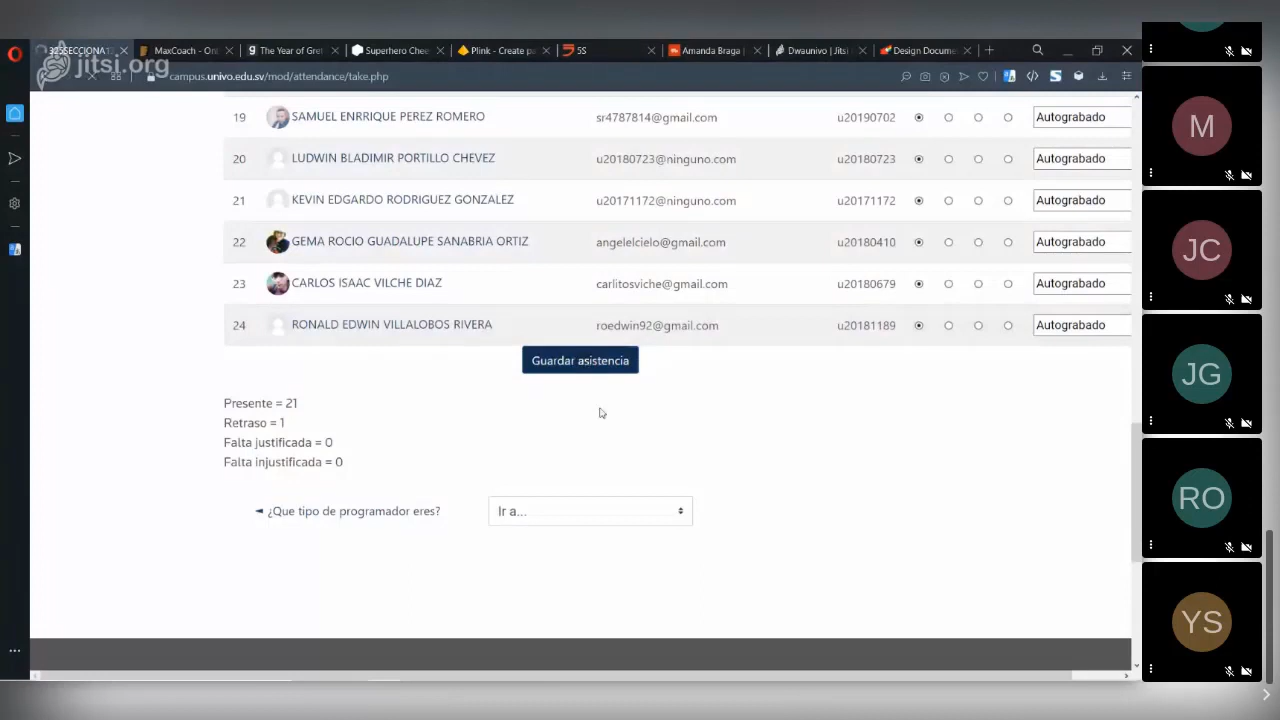 325SECCIONA
MaxCoach - On
The Year of Gre
Superhero Chee
Plink - Create pa
5S
Amanda Braga |
Dwaunivo | Jitsi
Design Docume
jitsi.org
campus.univo.edu.sv/mod/attendance/take.php
19 SAMUEL ENRRIQUE PEREZ ROMERO sr4787814@gmail.com u20190702 Autograbado
20 LUDWIN BLADIMIR PORTILLO CHEVEZ u20180723@ninguno.com u20180723 Autograbado
21 KEVIN EDGARDO RODRIGUEZ GONZALEZ u20171172@ninguno.com u20171172 Autograbado
22 GEMA ROCIO GUADALUPE SANABRIA ORTIZ angelelcielo@gmail.com u20180410 Autograbado
23 CARLOS ISAAC VILCHE DIAZ carlitosviche@gmail.com u20180679 Autograbado
24 RONALD EDWIN VILLALOBOS RIVERA roedwin92@gmail.com u20181189 Autograbado
Guardar asistencia
Presente = 21
Retraso = 1
Falta justificada = 0
Falta injustificada = 0
◄ ¿Que tipo de programador eres?
Ir a...
M
JC
JG
RO
YS